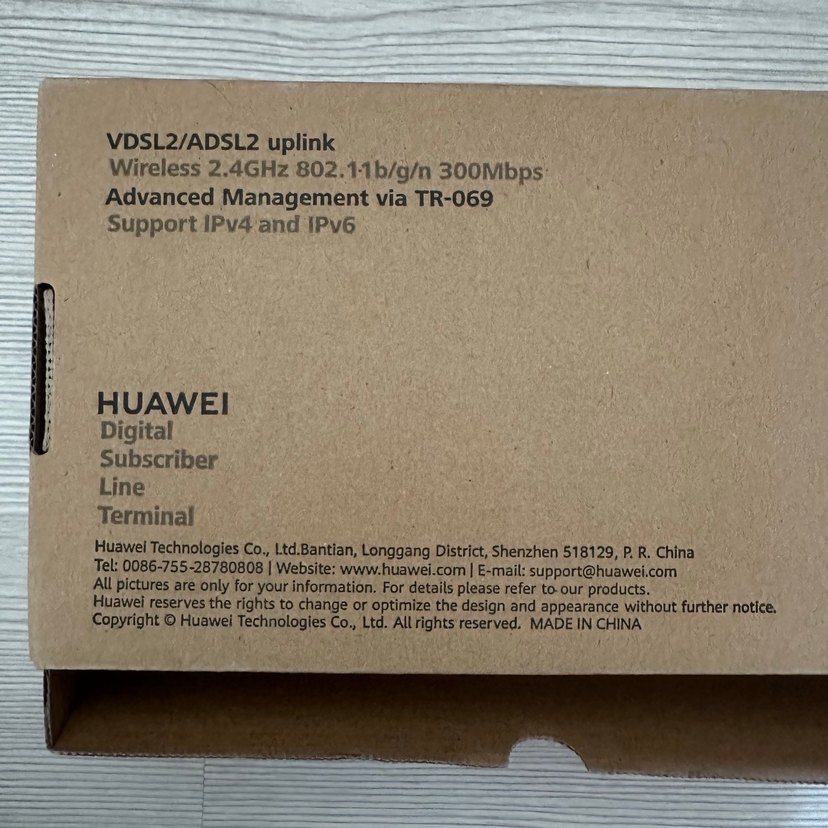 VDSL2/ADSL2 uplink
Wireless 2.4GHz 802.11b/g/n 300Mbps
Advanced Management via TR-069
Support IPv4 and IPv6
HUAWEI
Digital
Subscriber
Line
Terminal
Huawei Technologies Co., Ltd.Bantian, Longgang District, Shenzhen 518129, P. R. China
Tel: 0086-755-28780808 | Website: www.huawei.com | E-mail: support@huawei.com
All pictures are only for your information. For details please refer to our products.
Huawei reserves the rights to change or optimize the design and appearance without further notice.
Copyright © Huawei Technologies Co., Ltd. All rights reserved. MADE IN CHINA